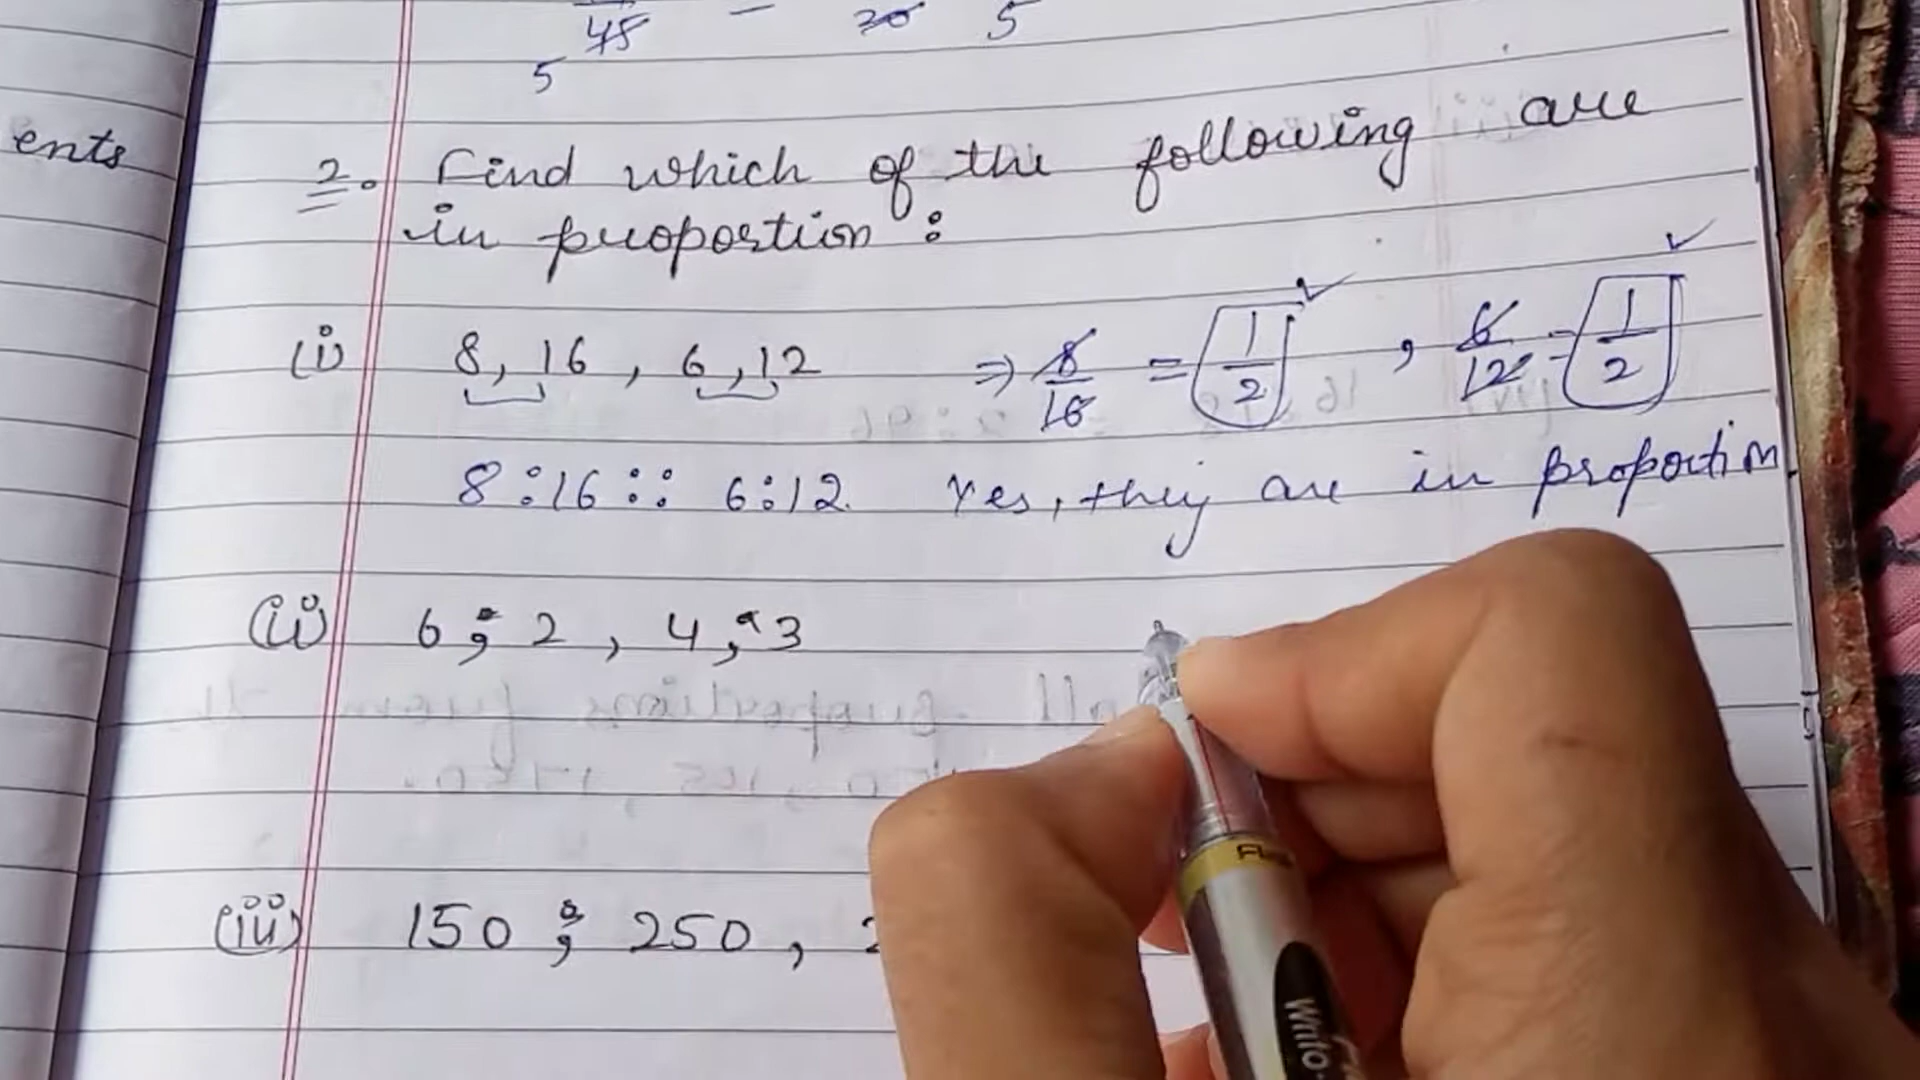 45 = 20 5
5
ents
2. Find which of the following are
in proportion :
(i) 8, 16, 6, 12 ⇒ 8/16 = 1/2 ✓, 6/12 = 1/2 ✓
8:16 :: 6:12. Yes, they are in proportion
(ii) 6 : 2, 4, 3
(iii) 150 : 250,
Writo